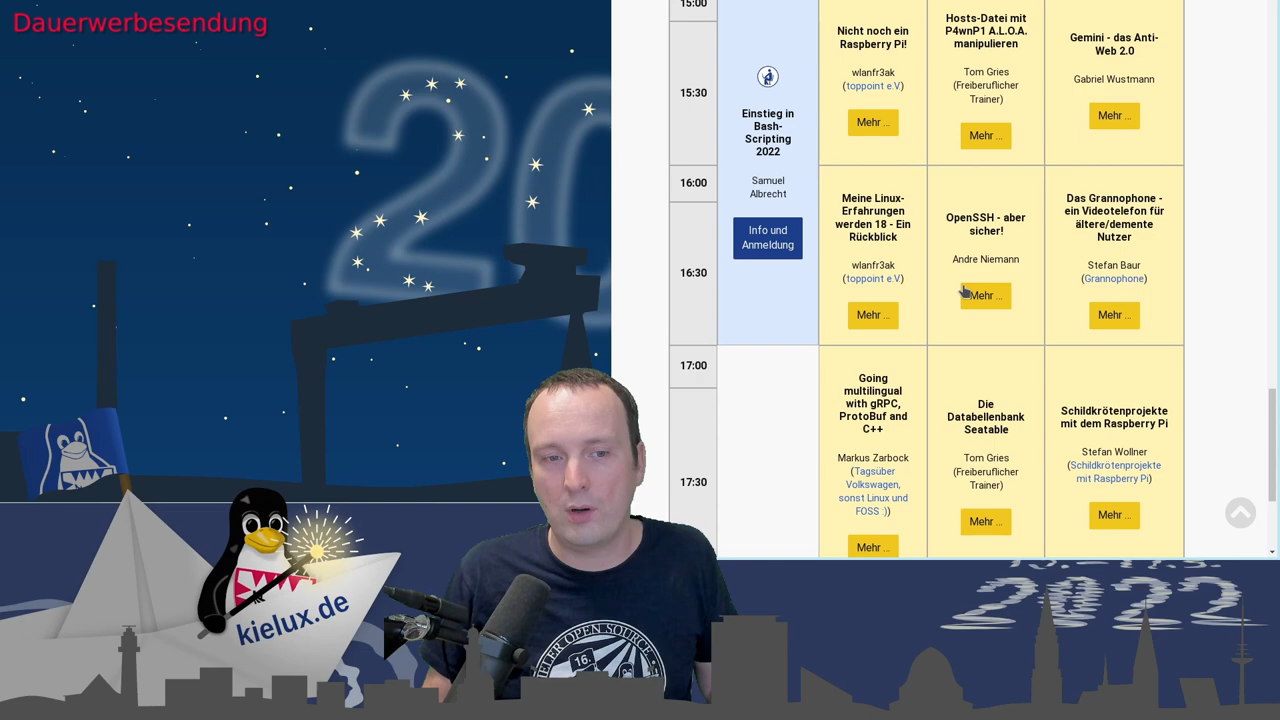 Dauerwerbesendung
20
15:00
15:30
16:00
16:30
17:00
17:30
Einstieg in
Bash-
Scripting
2022
Samuel
Albrecht
Info und
Anmeldung
Nicht noch ein
Raspberry Pi!
wlanfr3ak
(toppoint e.V.)
Mehr ...
Hosts-Datei mit
P4wnP1 A.L.O.A.
manipulieren
Tom Gries
(Freiberuflicher
Trainer)
Mehr ...
Gemini - das Anti-
Web 2.0
Gabriel Wustmann
Mehr ...
Meine Linux-
Erfahrungen
werden 18 - Ein
Rückblick
wlanfr3ak
(toppoint e.V.)
Mehr ...
OpenSSH - aber
sicher!
Andre Niemann
Mehr ...
Das Grannophone -
ein Videotelefon für
ältere/demente
Nutzer
Stefan Baur
(Grannophone)
Mehr ...
Going
multilingual
with gRPC,
ProtoBuf and
C++
Markus Zarbock
(Tagsüber
Volkswagen,
sonst Linux und
FOSS :))
Mehr ...
Die
Databellenbank
Seatable
Tom Gries
(Freiberuflicher
Trainer)
Mehr ...
Schildkrötenprojekte
mit dem Raspberry Pi
Stefan Wollner
(Schildkrötenprojekte
mit Raspberry Pi)
Mehr ...
kielux.de
IELER OPEN SOURCE
16.
2022